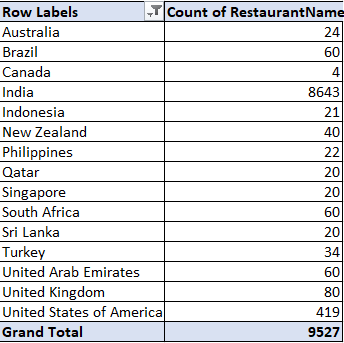 Row Labels Count of RestaurantName
Australia 24
Brazil 60
Canada 4
India 8643
Indonesia 21
New Zealand 40
Philippines 22
Qatar 20
Singapore 20
South Africa 60
Sri Lanka 20
Turkey 34
United Arab Emirates 60
United Kingdom 80
United States of America 419
Grand Total 9527